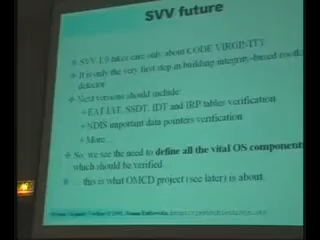 SVV future
SVV 1.0 takes care only about CODE VIRGINITY
It is only the very first step in building integrity-based rootkit
detector
Next versions should include:
EAT IAT, SSDT, IDT and IRP tables verification
NDIS important data pointers verification
More...
So, we see the need to define all the vital OS component
which should be verified
... this is what OMCD project (see later) is about